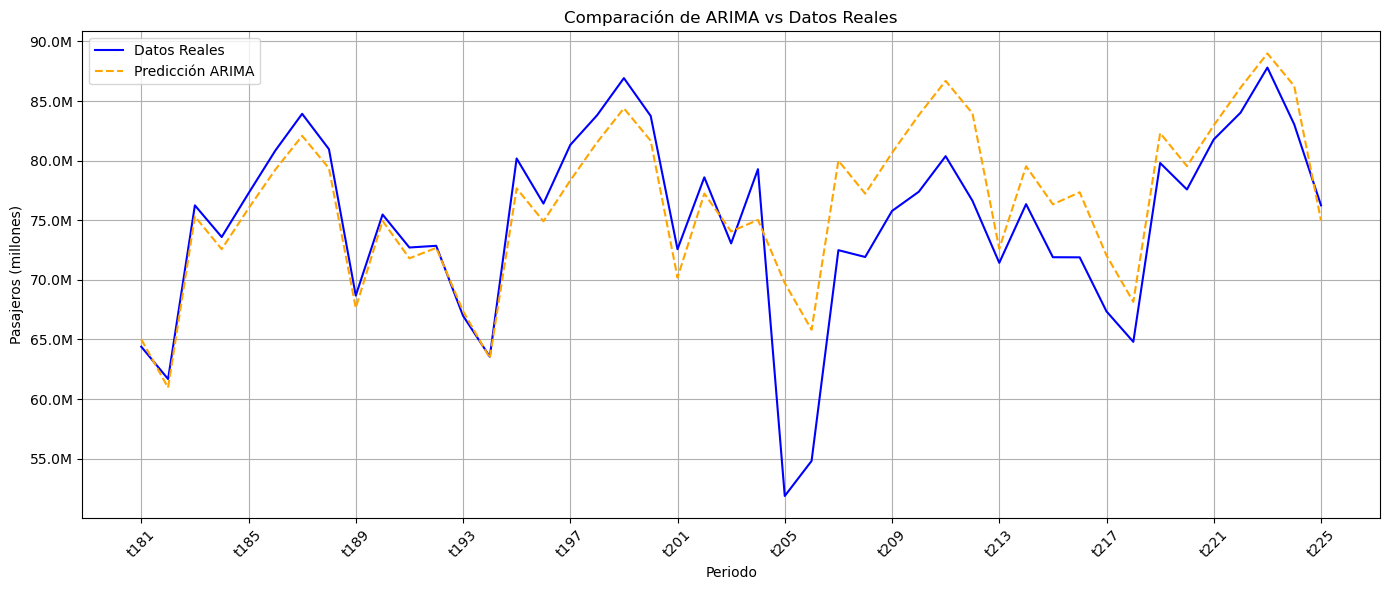 Comparación de ARIMA vs Datos Reales
Datos Reales
Predicción ARIMA
Pasajeros (millones)
90.0M
85.0M
80.0M
75.0M
70.0M
65.0M
60.0M
55.0M
t181
t185
t189
t193
t197
t201
t205
t209
t213
t217
t221
t225
Periodo